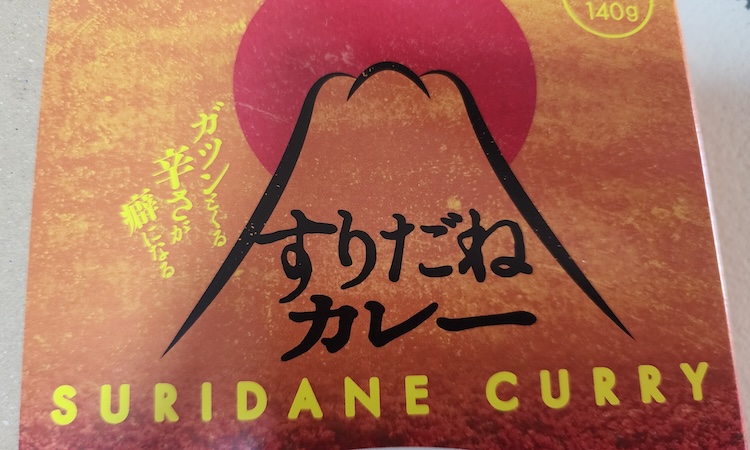 140g
ガツンとくる
辛さが
癖になる
すりだね
カレー
SURIDANE CURRY